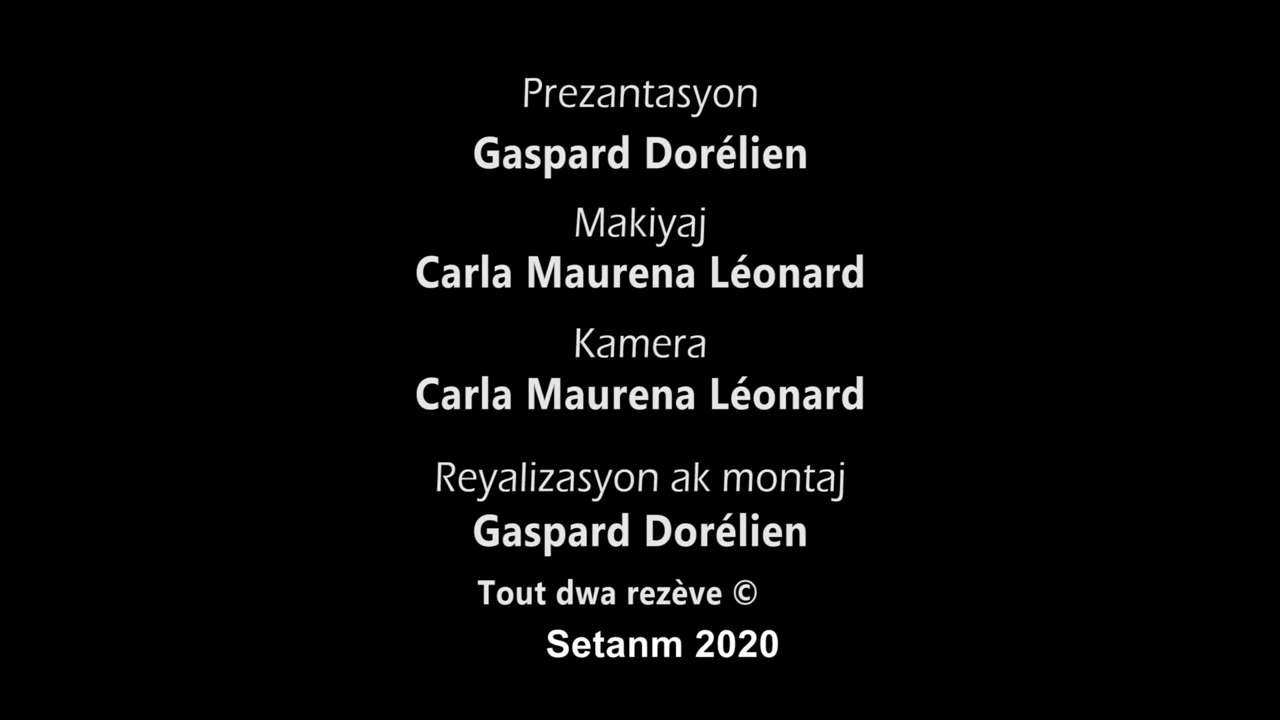 Prezantasyon
Gaspard Dorélien
Makiyaj
Carla Maurena Léonard
Kamera
Carla Maurena Léonard
Reyalizasyon ak montaj
Gaspard Dorélien
Tout dwa rezève ©
Setanm 2020